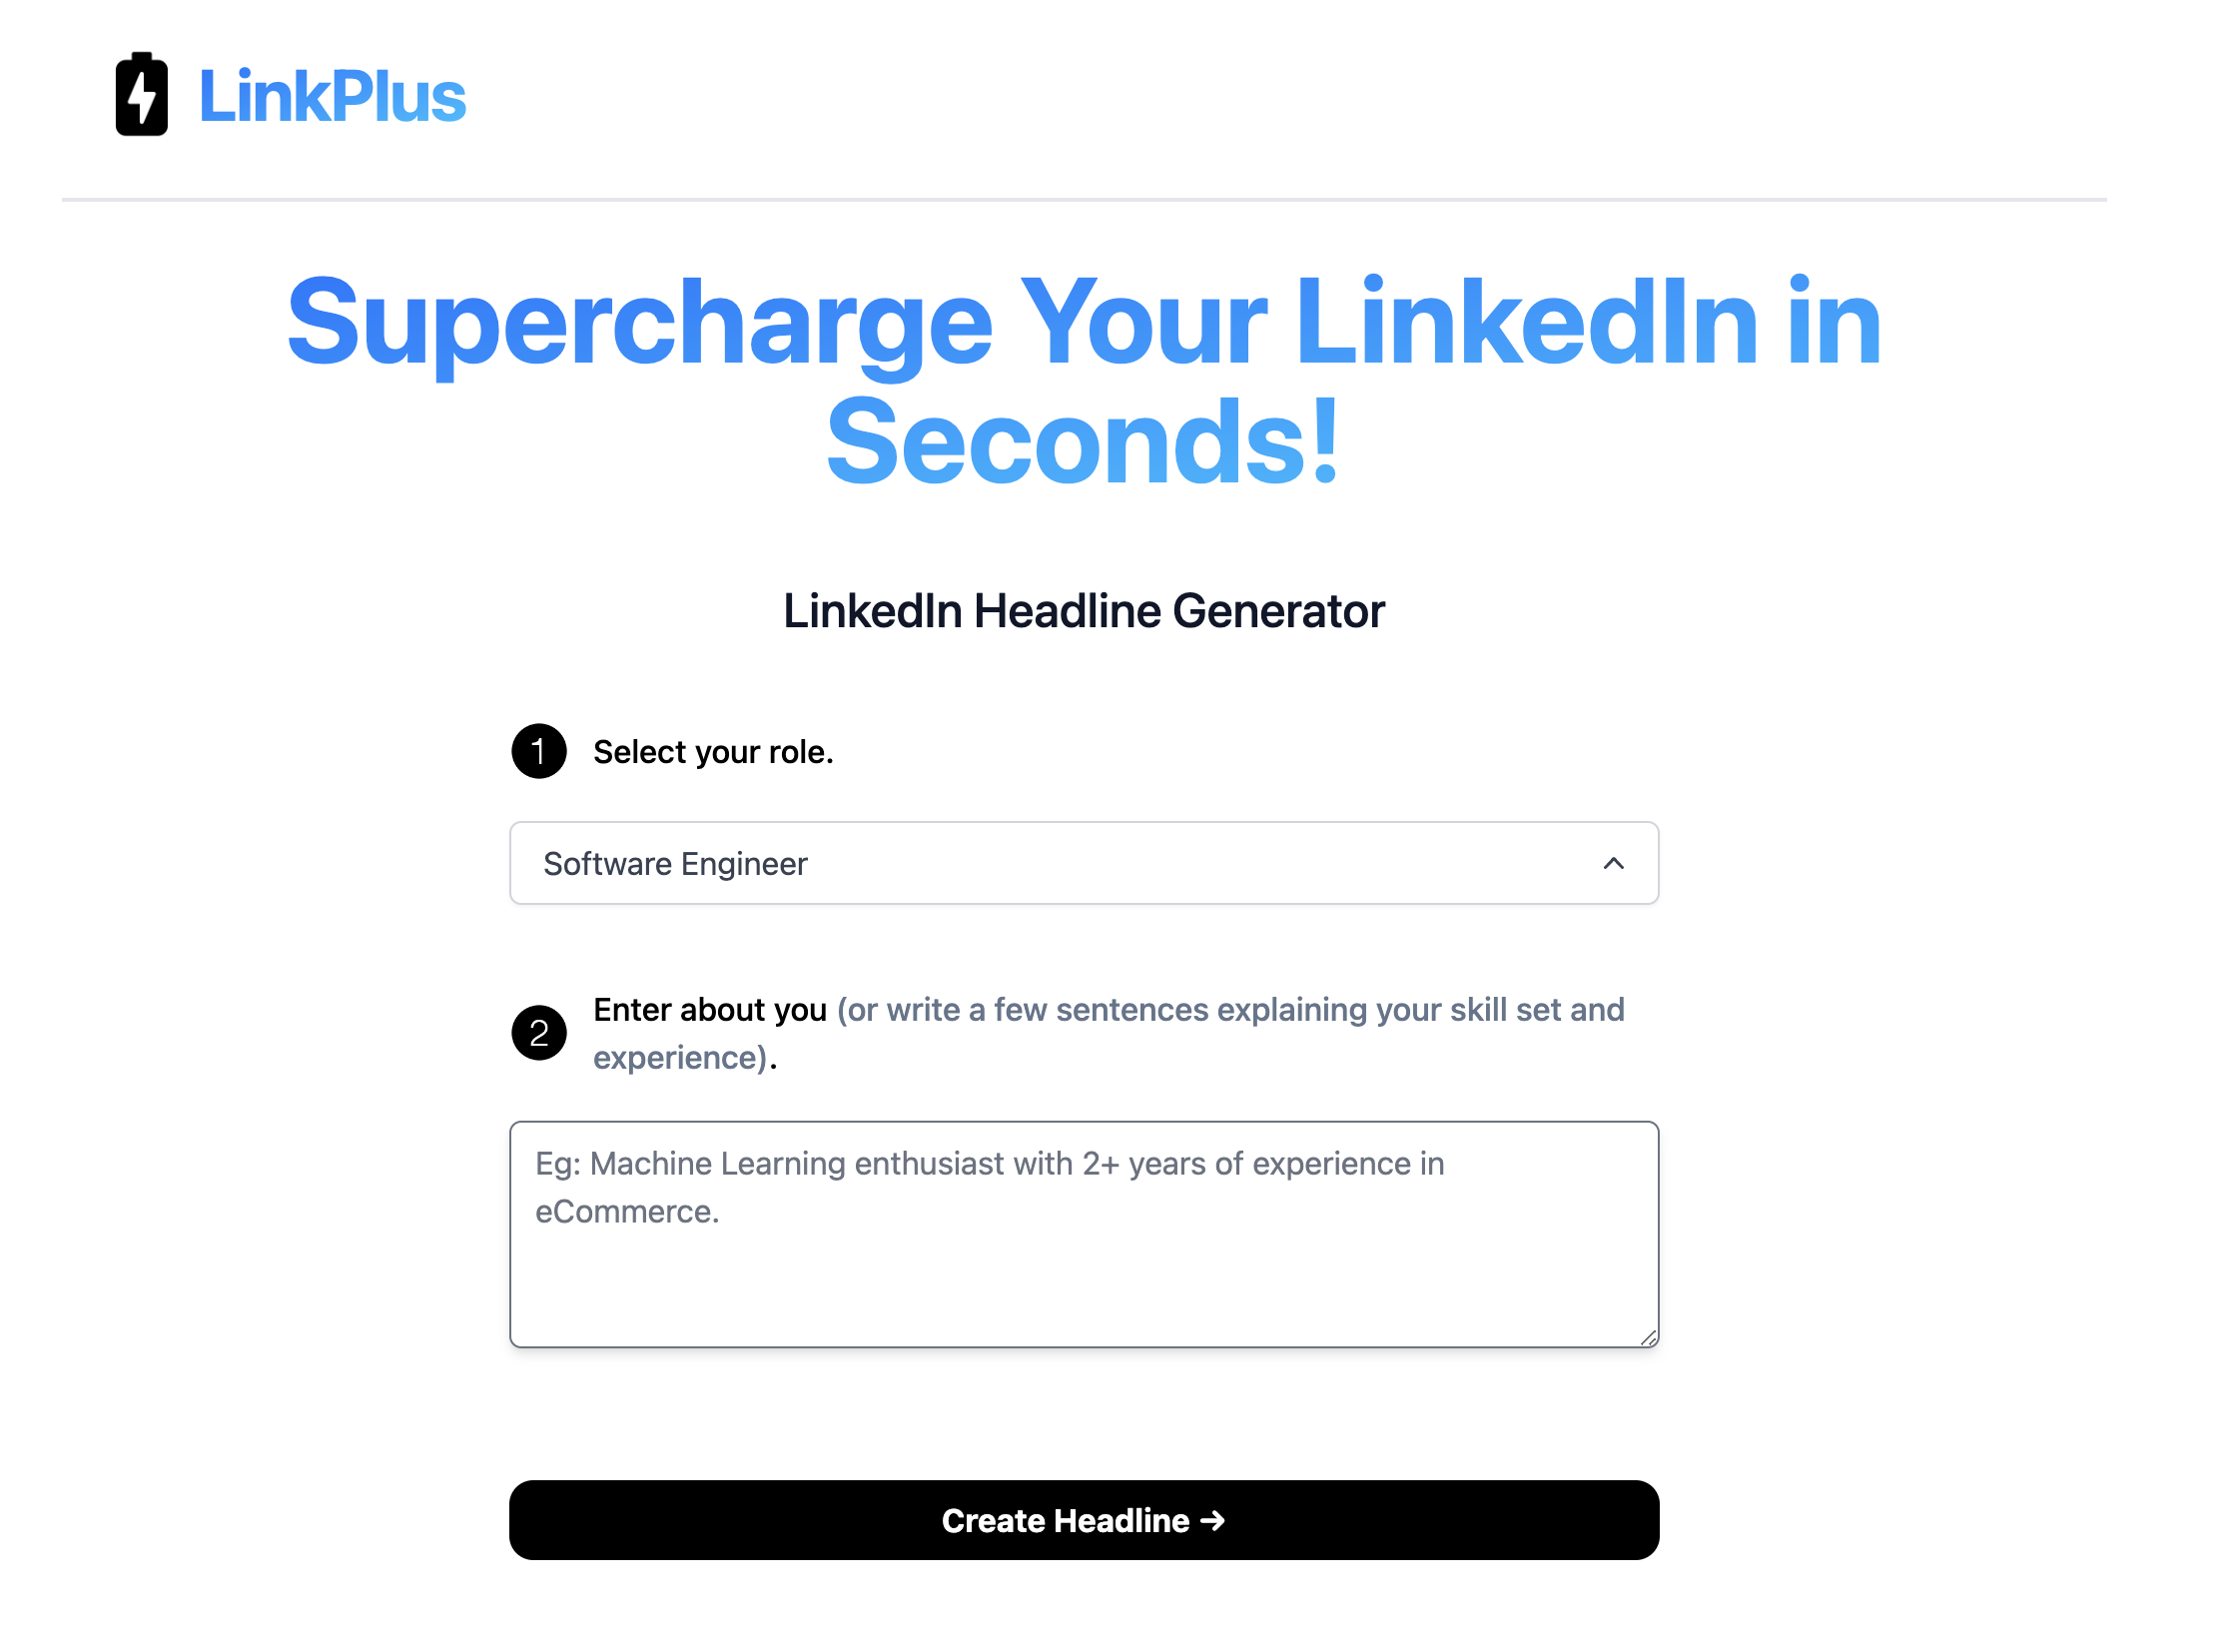 LinkPlus
Supercharge Your LinkedIn in
Seconds!
LinkedIn Headline Generator
1 Select your role.
Software Engineer
2 Enter about you (or write a few sentences explaining your skill set and
experience).
Eg: Machine Learning enthusiast with 2+ years of experience in
eCommerce.
Create Headline →